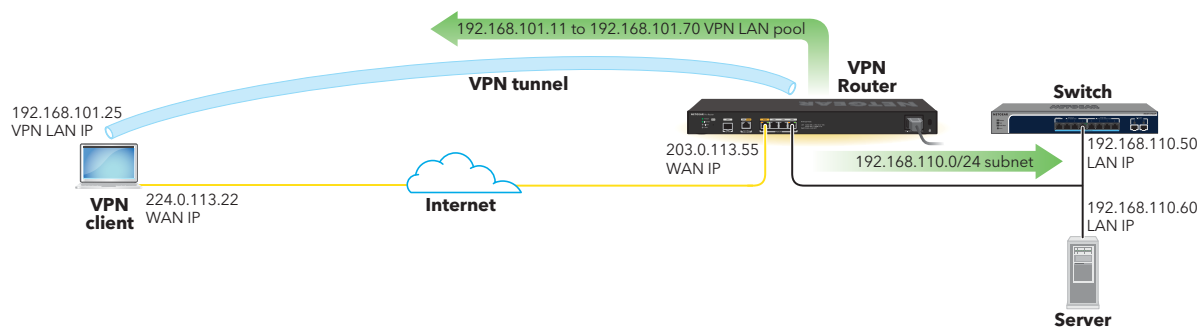 192.168.101.11 to 192.168.101.70 VPN LAN pool
VPN tunnel
VPN
Router
Switch
192.168.101.25
VPN LAN IP
NETGEAR
203.0.113.55
WAN IP
192.168.110.0/24 subnet
192.168.110.50
LAN IP
VPN
client
224.0.113.22
WAN IP
Internet
192.168.110.60
LAN IP
Server